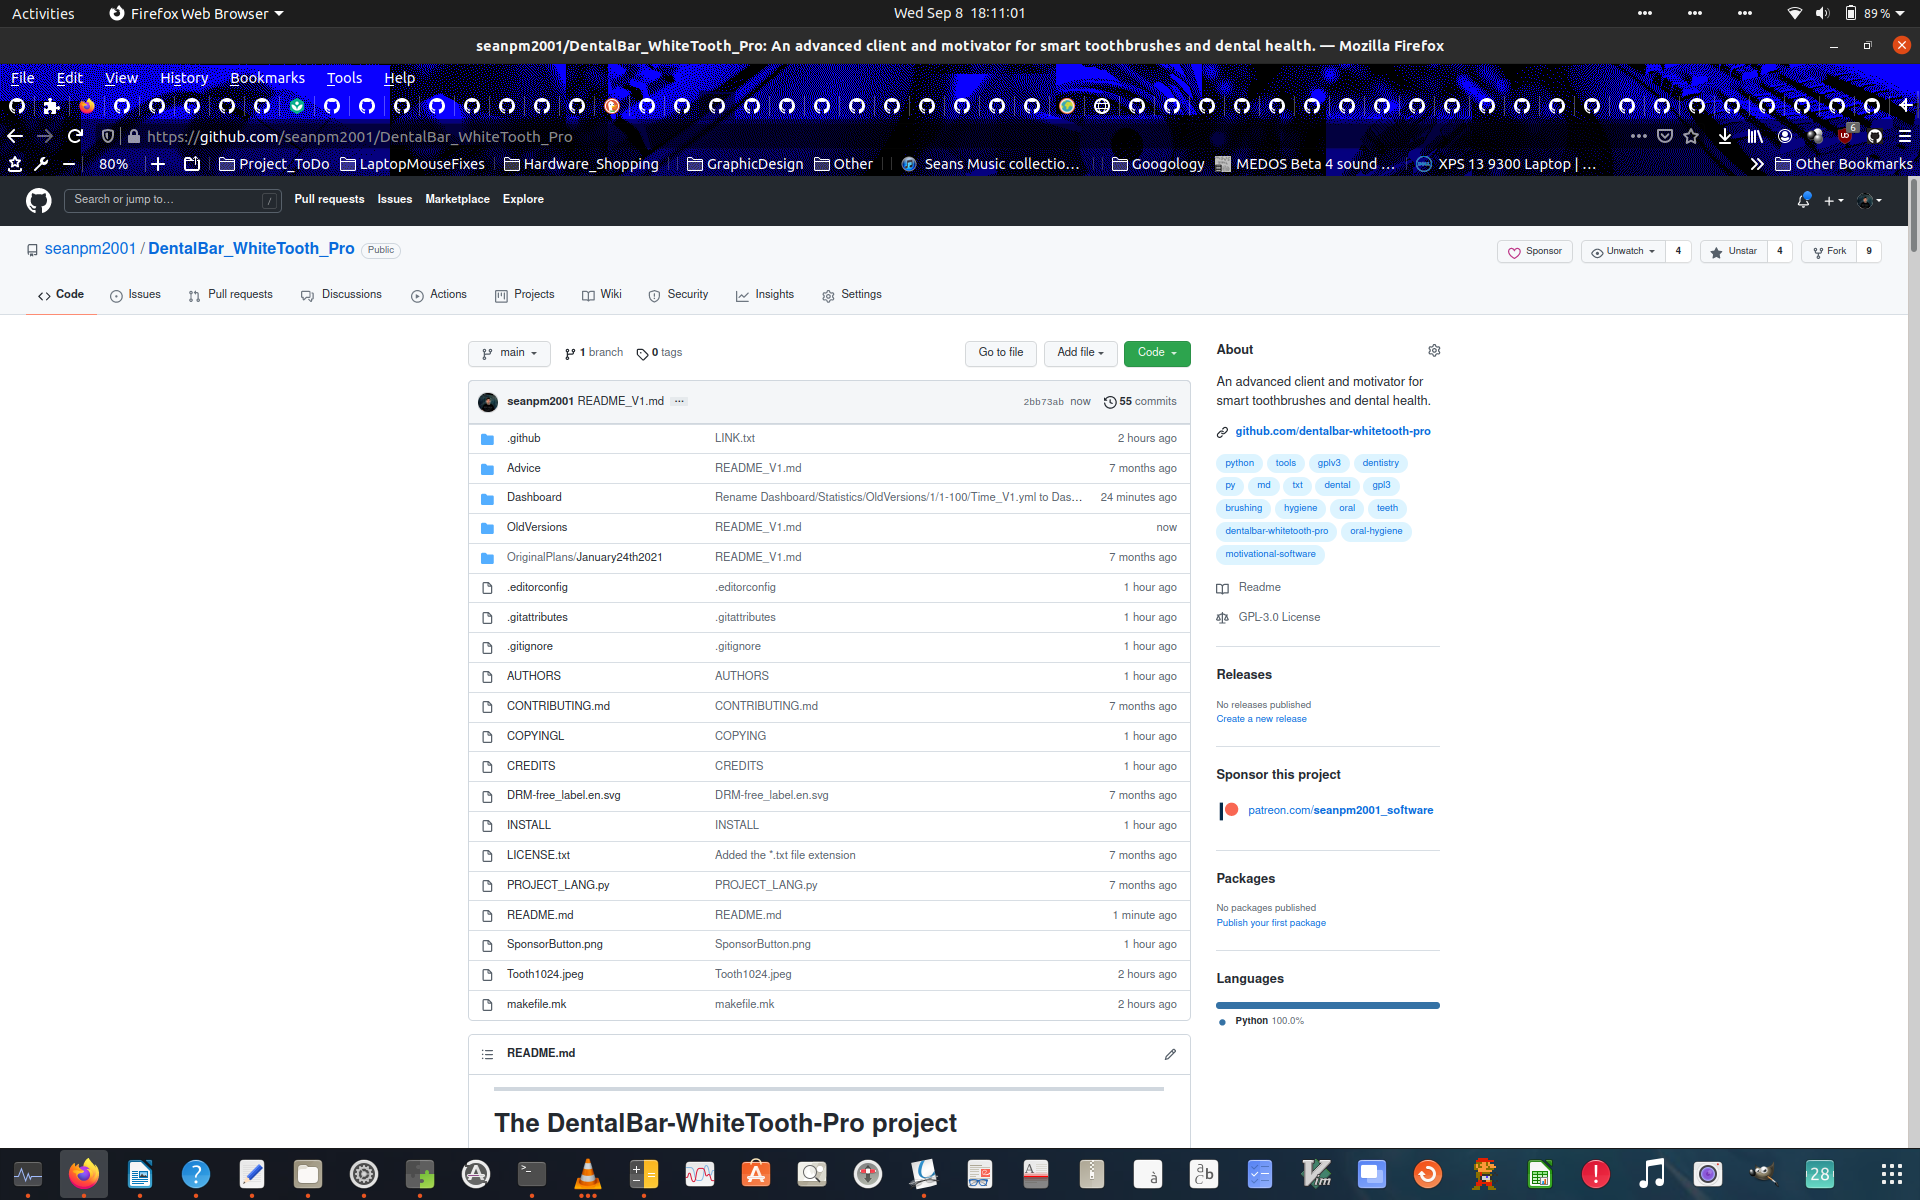 Activities Firefox Web Browser Wed Sep 8 18:11:01 89 %
seanpm2001/DentalBar_WhiteTooth_Pro: An advanced client and motivator for smart toothbrushes and dental health. — Mozilla Firefox
File Edit View History Bookmarks Tools Help
https://github.com/seanpm2001/DentalBar_WhiteTooth_Pro 6
80% Project_ToDo LaptopMouseFixes Hardware_Shopping GraphicDesign Other Seans Music collectio… Googology MEDOS Beta 4 sound … XPS 13 9300 Laptop | … Other Bookmarks
Search or jump to… / Pull requests Issues Marketplace Explore
seanpm2001 / DentalBar_WhiteTooth_Pro Public Sponsor Unwatch 4 Unstar 4 Fork 9
Code Issues Pull requests Discussions Actions Projects Wiki Security Insights Settings
main 1 branch 0 tags Go to file Add file Code
seanpm2001 README_V1.md ... 2bb73ab now 55 commits
.github LINK.txt 2 hours ago
Advice README_V1.md 7 months ago
Dashboard Rename Dashboard/Statistics/OldVersions/1/1-100/Time_V1.yml to Das… 24 minutes ago
OldVersions README_V1.md now
OriginalPlans/January24th2021 README_V1.md 7 months ago
.editorconfig .editorconfig 1 hour ago
.gitattributes .gitattributes 1 hour ago
.gitignore .gitignore 1 hour ago
AUTHORS AUTHORS 1 hour ago
CONTRIBUTING.md CONTRIBUTING.md 7 months ago
COPYINGL COPYING 1 hour ago
CREDITS CREDITS 1 hour ago
DRM-free_label.en.svg DRM-free_label.en.svg 7 months ago
INSTALL INSTALL 1 hour ago
LICENSE.txt Added the *.txt file extension 7 months ago
PROJECT_LANG.py PROJECT_LANG.py 7 months ago
README.md README.md 1 minute ago
SponsorButton.png SponsorButton.png 1 hour ago
Tooth1024.jpeg Tooth1024.jpeg 2 hours ago
makefile.mk makefile.mk 2 hours ago
README.md
The DentalBar-WhiteTooth-Pro project
About
An advanced client and motivator for
smart toothbrushes and dental health.
github.com/dentalbar-whitetooth-pro
python tools gplv3 dentistry
py md txt dental gpl3
brushing hygiene oral teeth
dentalbar-whitetooth-pro oral-hygiene
motivational-software
Readme
GPL-3.0 License
Releases
No releases published
Create a new release
Sponsor this project
patreon.com/seanpm2001_software
Packages
No packages published
Publish your first package
Languages
Python 100.0%
28